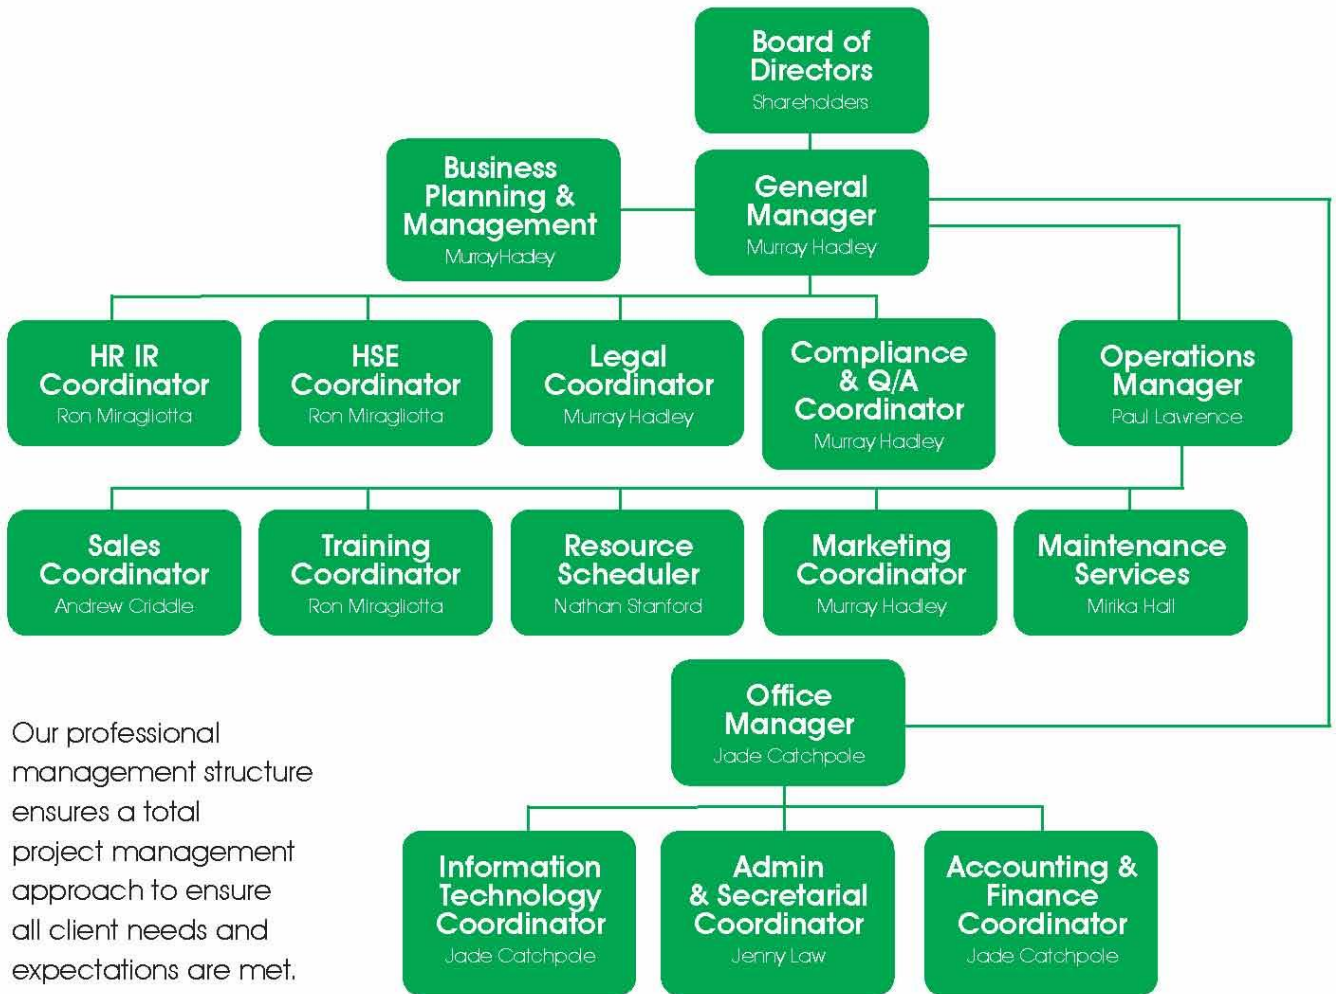 Board of
Directors
Shareholders
Business
Planning &
Management
Murray Hadley
General
Manager
Murray Hadley
HR IR
Coordinator
Ron Miragliotta
HSE
Coordinator
Ron Miragliotta
Legal
Coordinator
Murray Hadley
Compliance
& Q/A
Coordinator
Murray Hadley
Operations
Manager
Paul Lawrence
Sales
Coordinator
Andrew Criddle
Training
Coordinator
Ron Miragliotta
Resource
Scheduler
Nathan Stanford
Marketing
Coordinator
Murray Hadley
Maintenance
Services
Mirika Hall
Office
Manager
Jade Catchpole
Our professional
management structure
ensures a total
project management
approach to ensure
all client needs and
expectations are met.
Information
Technology
Coordinator
Jade Catchpole
Admin
& Secretarial
Coordinator
Jenny Law
Accounting &
Finance
Coordinator
Jade Catchpole